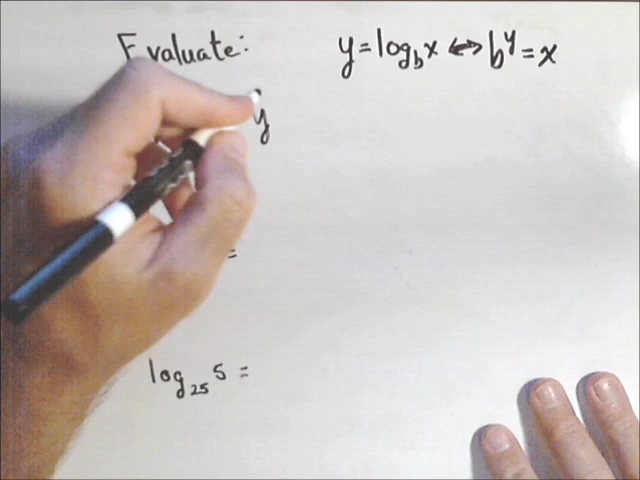 Evaluate: y = log_b x ↔ b^y = x
y
=
log_25 5 =